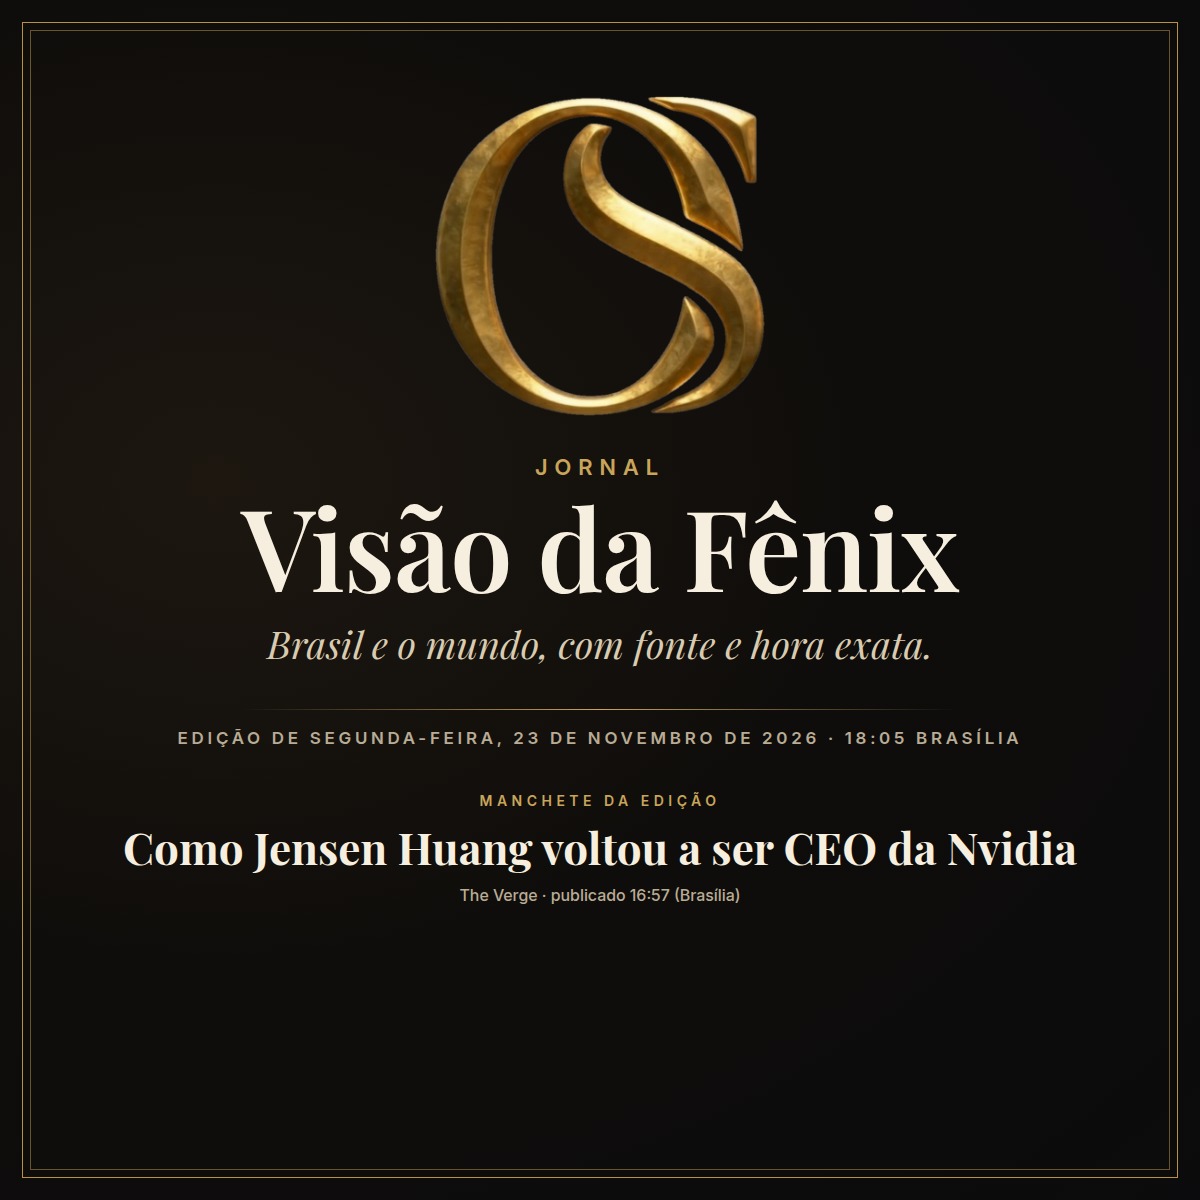 CS
JORNAL
Visão da Fênix
Brasil e o mundo, com fonte e hora exata.
EDIÇÃO DE SEGUNDA-FEIRA, 23 DE NOVEMBRO DE 2026 · 18:05 BRASÍLIA
MANCHETE DA EDIÇÃO
Como Jensen Huang voltou a ser CEO da Nvidia
The Verge · publicado 16:57 (Brasília)